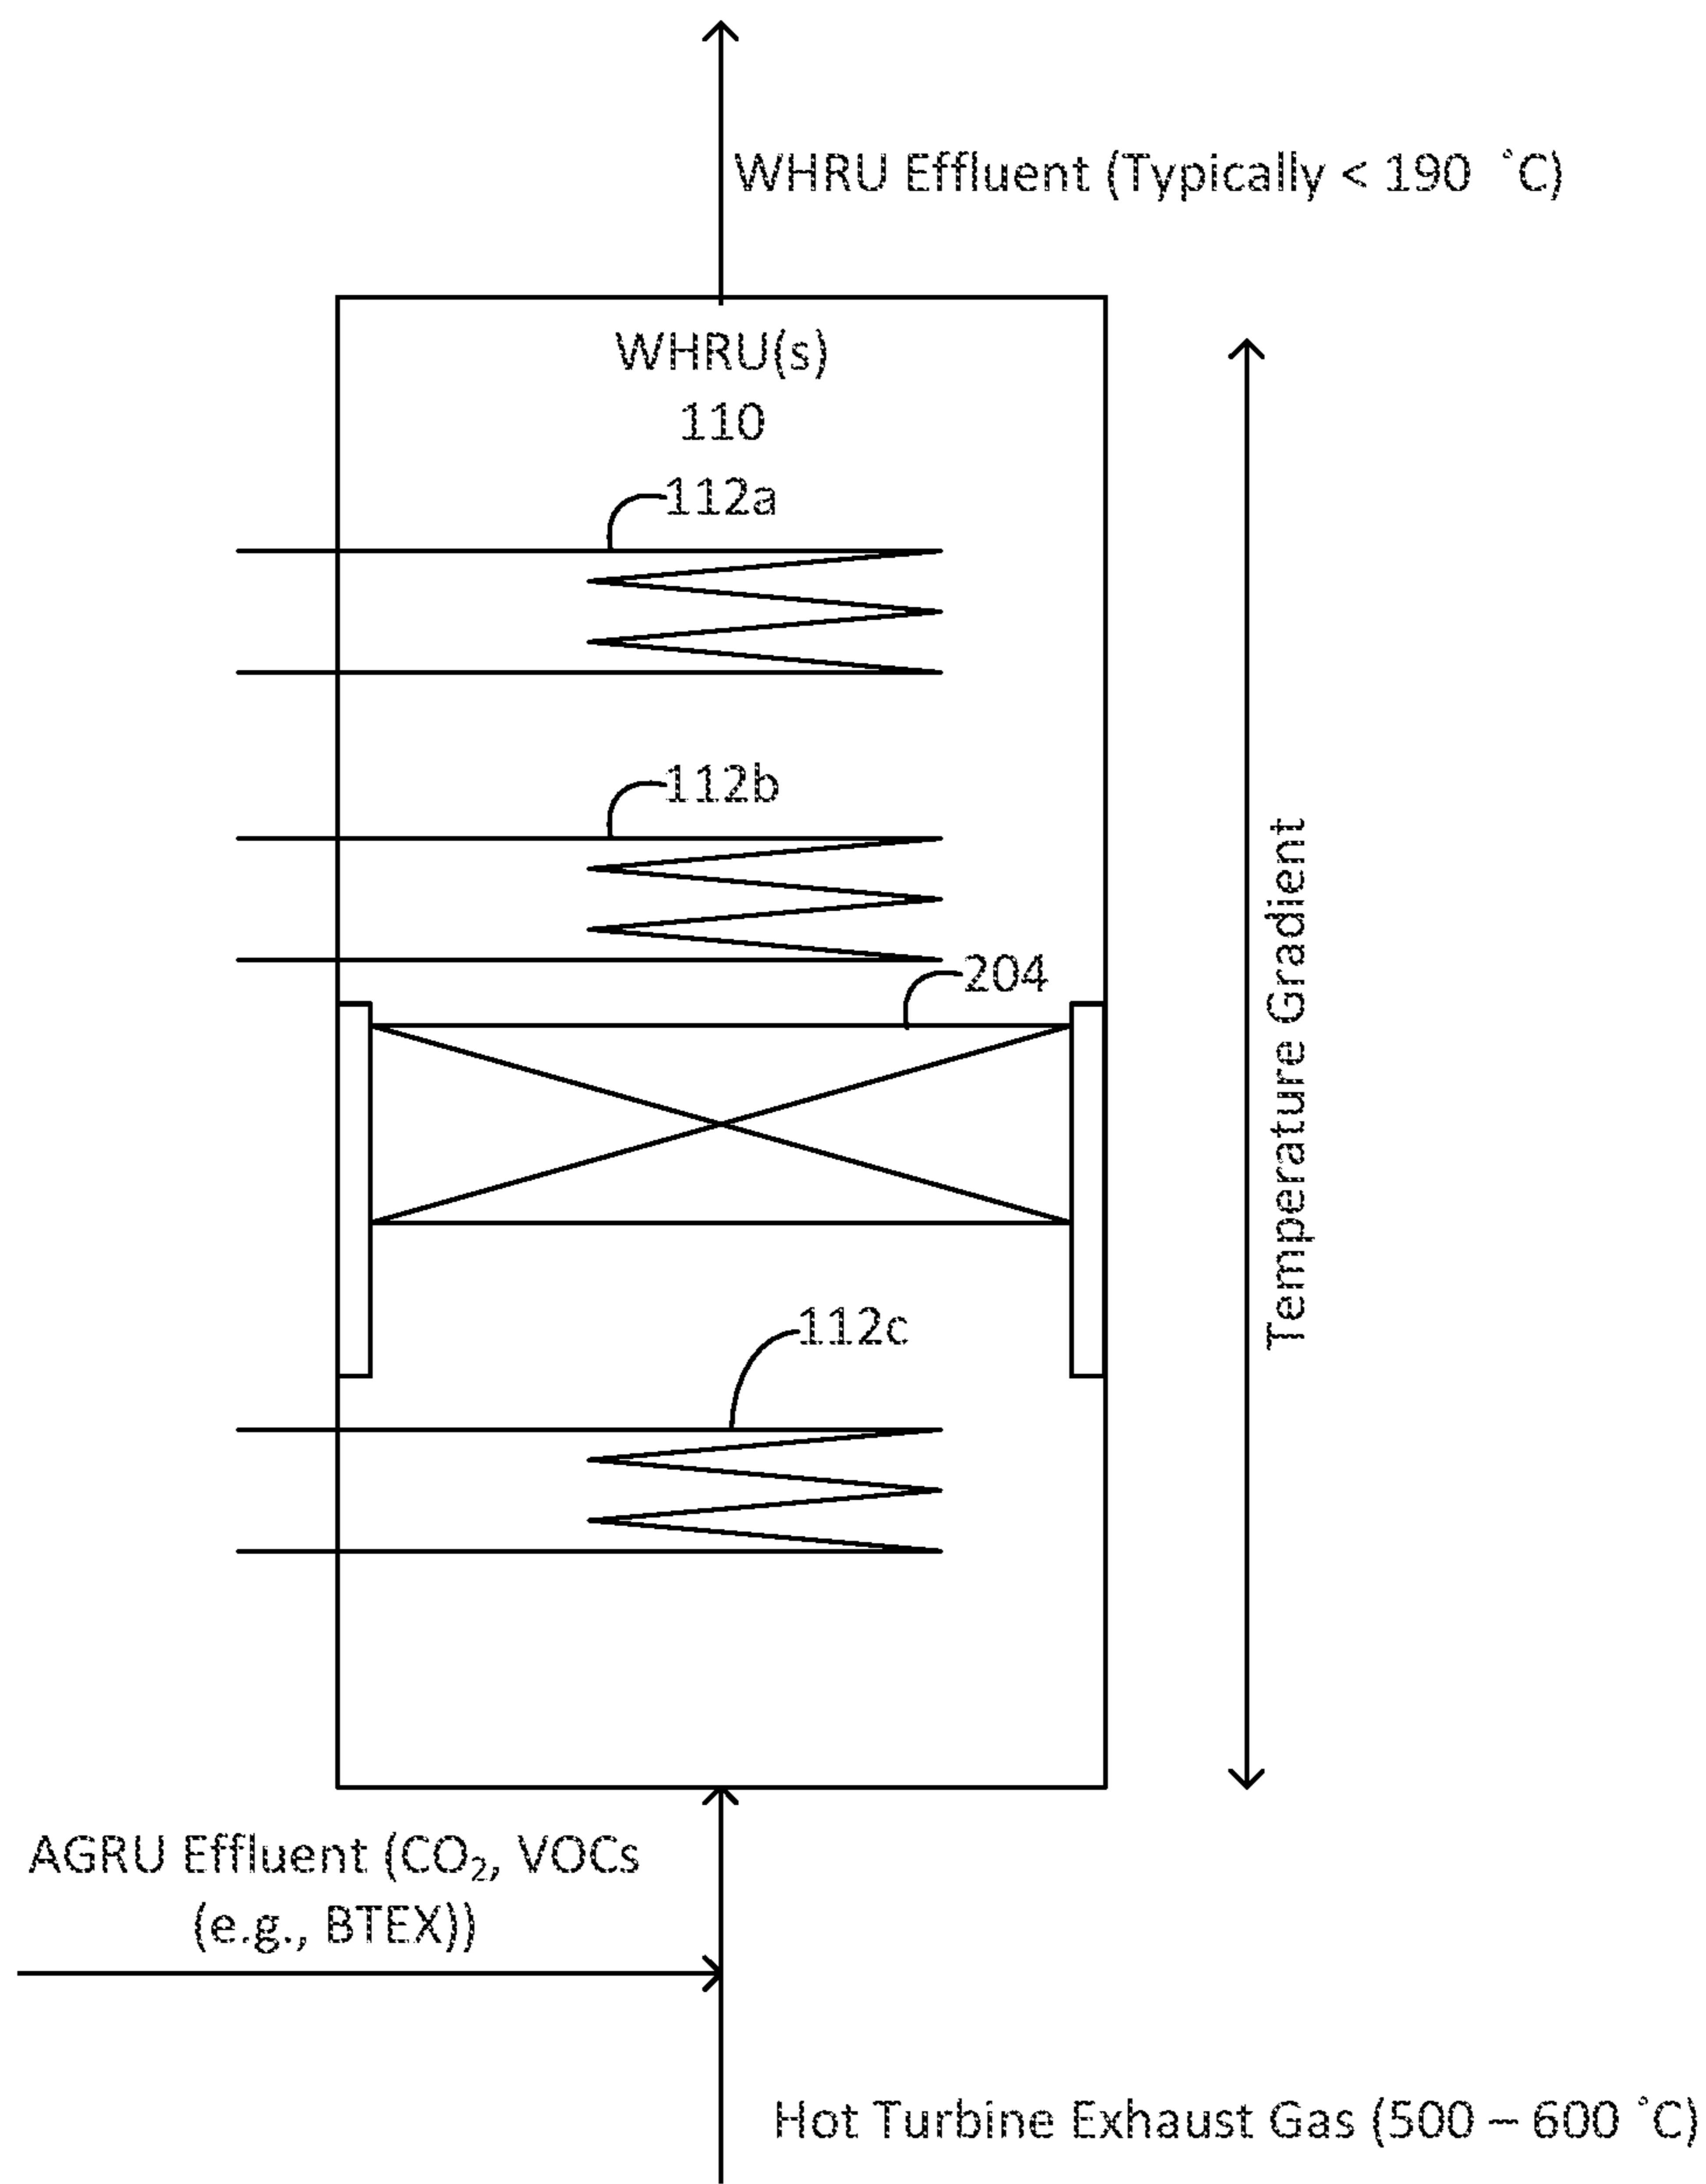 WHRU Effluent (Typically < 190 ˚C)
WHRU(s)
110
112a
112b
204
Temperature Gradient
112c
AGRU Effluent (CO₂, VOCs
(e.g., BTEX))
Hot Turbine Exhaust Gas (500 – 600 ˚C)